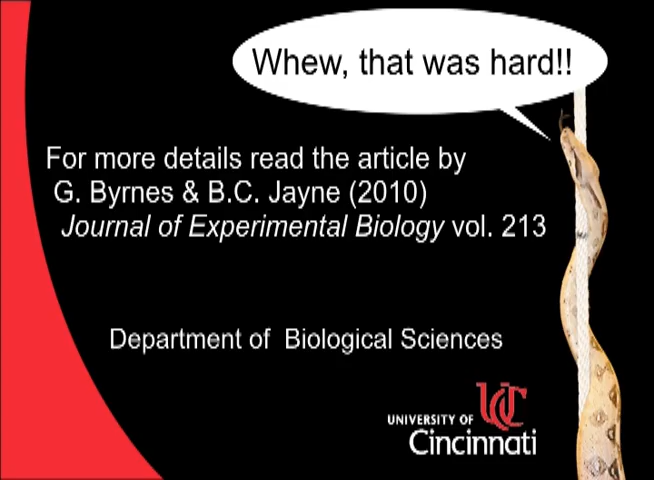 Whew, that was hard!!
For more details read the article by
G. Byrnes & B.C. Jayne (2010)
Journal of Experimental Biology vol. 213
Department of Biological Sciences
UC
UNIVERSITY OF
Cincinnati